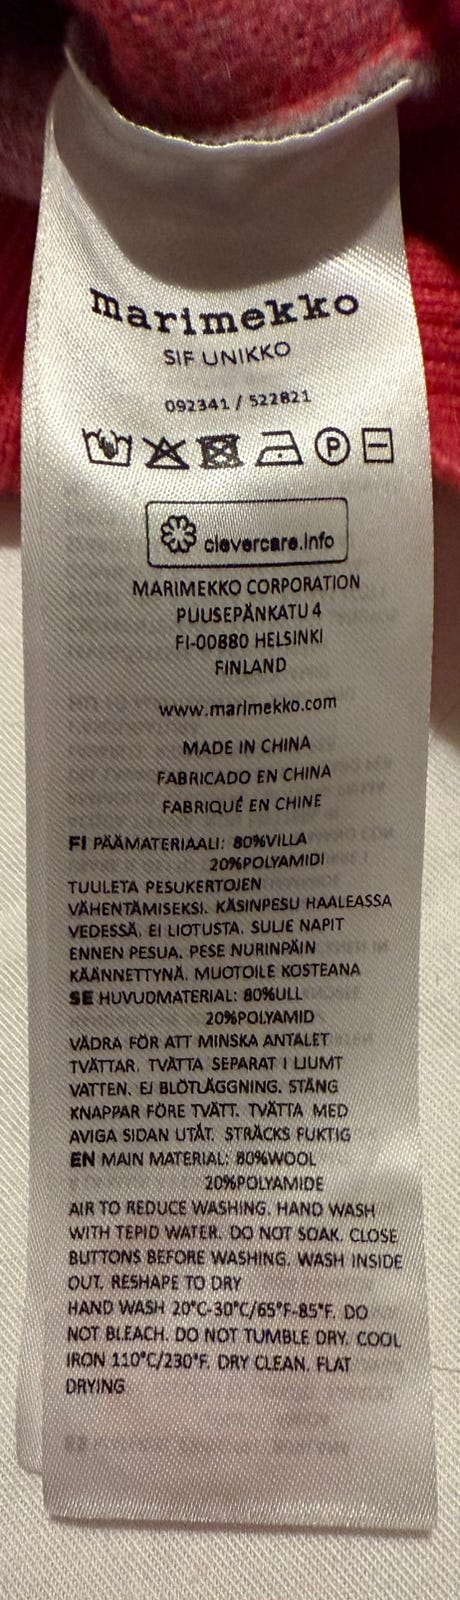 marimekko
SIF UNIKKO
092341 / 522821
P
clevercare.info
MARIMEKKO CORPORATION
PUUSEPÄNKATU 4
FI-00880 HELSINKI
FINLAND
www.marimekko.com
MADE IN CHINA
FABRICADO EN CHINA
FABRIQUÉ EN CHINE
FI PÄÄMATERIAALI: 80%VILLA
20%POLYAMIDI
TUULETA PESUKERTOJEN
VÄHENTÄMISEKSI. KÄSINPESU HAALEASSA
VEDESSÄ, EI LIOTUSTA. SULJE NAPIT
ENNEN PESUA. PESE NURINPÄIN
KÄÄNNETTYNÄ. MUOTOILE KOSTEANA
SE HUVUDMATERIAL: 80%ULL
20%POLYAMID
VÄDRA FÖR ATT MINSKA ANTALET
TVÄTTAR. TVÄTTA SEPARAT I LJUMT
VATTEN. EJ BLÖTLÄGGNING. STÄNG
KNAPPAR FÖRE TVÄTT. TVÄTTA MED
AVIGA SIDAN UTÅT. STRÄCKS FUKTIG
EN MAIN MATERIAL: 80%WOOL
20%POLYAMIDE
AIR TO REDUCE WASHING. HAND WASH
WITH TEPID WATER. DO NOT SOAK. CLOSE
BUTTONS BEFORE WASHING. WASH INSIDE
OUT. RESHAPE TO DRY
HAND WASH 20°C-30°C/65°F-85°F. DO
NOT BLEACH. DO NOT TUMBLE DRY. COOL
IRON 110°C/230°F. DRY CLEAN. FLAT
DRYING